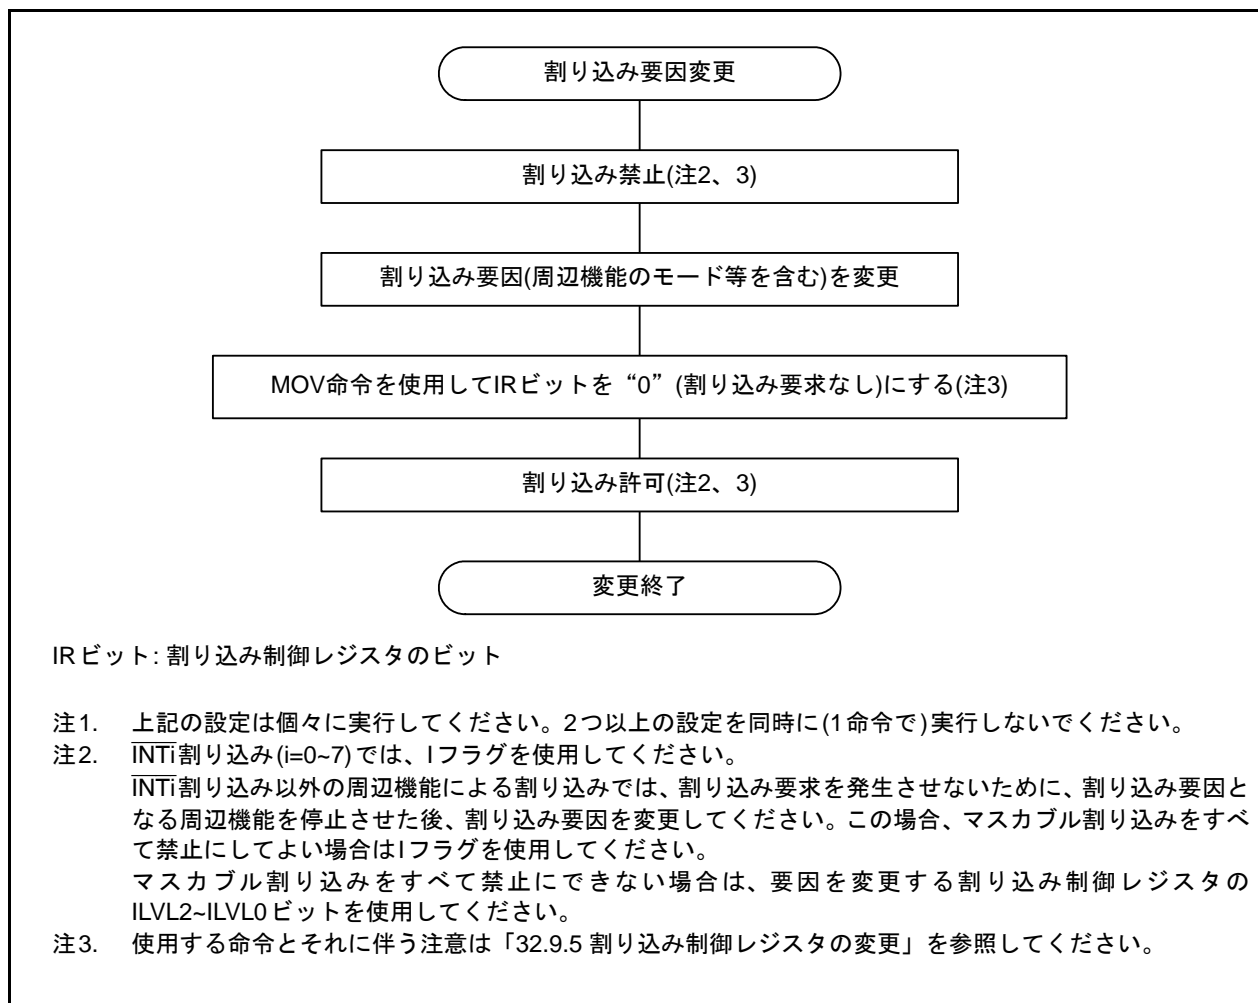 割り込み要因変更
割り込み禁止(注2、3)
割り込み要因(周辺機能のモード等を含む)を変更
MOV命令を使用してIRビットを“0”(割り込み要求なし)にする(注3)
割り込み許可(注2、3)
変更終了
IRビット: 割り込み制御レジスタのビット
注1. 上記の設定は個々に実行してください。2つ以上の設定を同時に(1命令で)実行しないでください。
注2. INTi割り込み(i=0~7)では、Iフラグを使用してください。
INTi割り込み以外の周辺機能による割り込みでは、割り込み要求を発生させないために、割り込み要因と
なる周辺機能を停止させた後、割り込み要因を変更してください。この場合、マスカブル割り込みをすべ
て禁止にしてよい場合はIフラグを使用してください。
マスカブル割り込みをすべて禁止にできない場合は、要因を変更する割り込み制御レジスタの
ILVL2~ILVL0ビットを使用してください。
注3. 使用する命令とそれに伴う注意は「32.9.5 割り込み制御レジスタの変更」を参照してください。